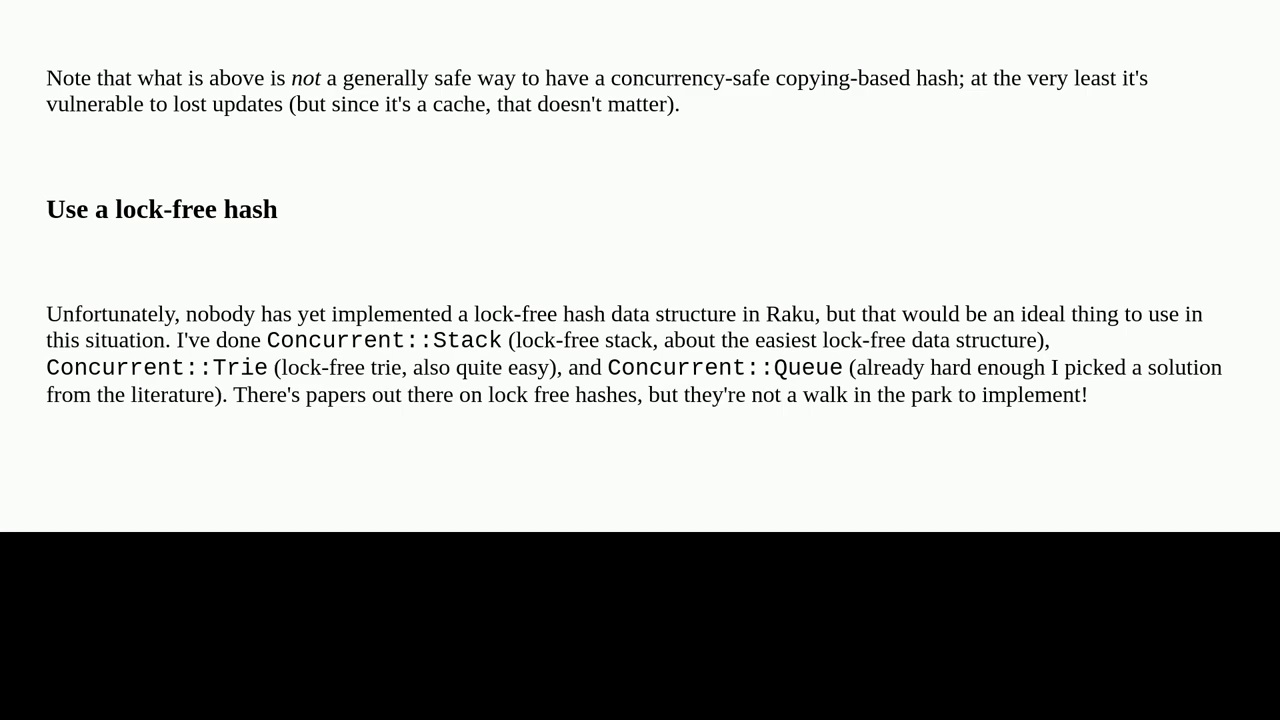 Note that what is above is not a generally safe way to have a concurrency-safe copying-based hash; at the very least it's
vulnerable to lost updates (but since it's a cache, that doesn't matter).
Use a lock-free hash
Unfortunately, nobody has yet implemented a lock-free hash data structure in Raku, but that would be an ideal thing to use in
this situation. I've done Concurrent::Stack (lock-free stack, about the easiest lock-free data structure),
Concurrent::Trie (lock-free trie, also quite easy), and Concurrent::Queue (already hard enough I picked a solution
from the literature). There's papers out there on lock free hashes, but they're not a walk in the park to implement!